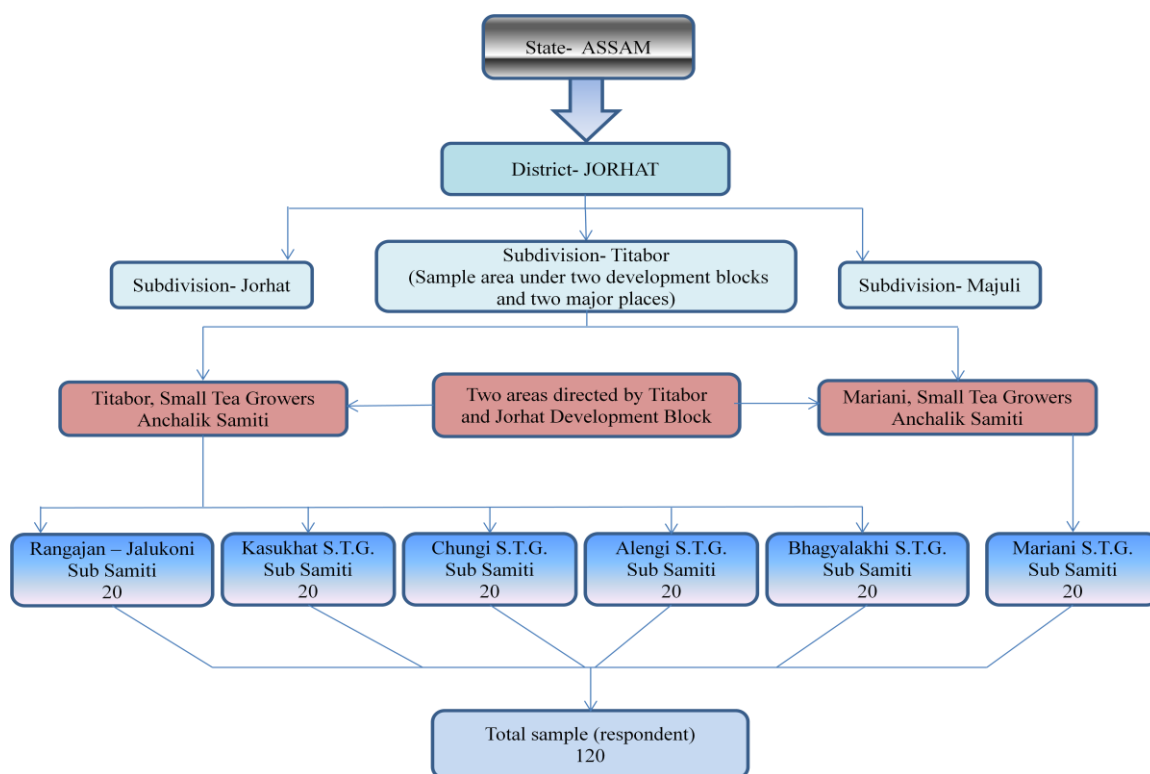 State- ASSAM
District- JORHAT
Subdivision- Jorhat
Subdivision- Titabor
(Sample area under two development blocks
and two major places)
Subdivision- Majuli
Titabor, Small Tea Growers
Anchalik Samiti
Two areas directed by Titabor
and Jorhat Development Block
Mariani, Small Tea Growers
Anchalik Samiti
Rangajan – Jalukoni
Sub Samiti
20
Kasukhat S.T.G.
Sub Samiti
20
Chungi S.T.G.
Sub Samiti
20
Alengi S.T.G.
Sub Samiti
20
Bhagyalakhi S.T.G.
Sub Samiti
20
Mariani S.T.G.
Sub Samiti
20
Total sample (respondent)
120